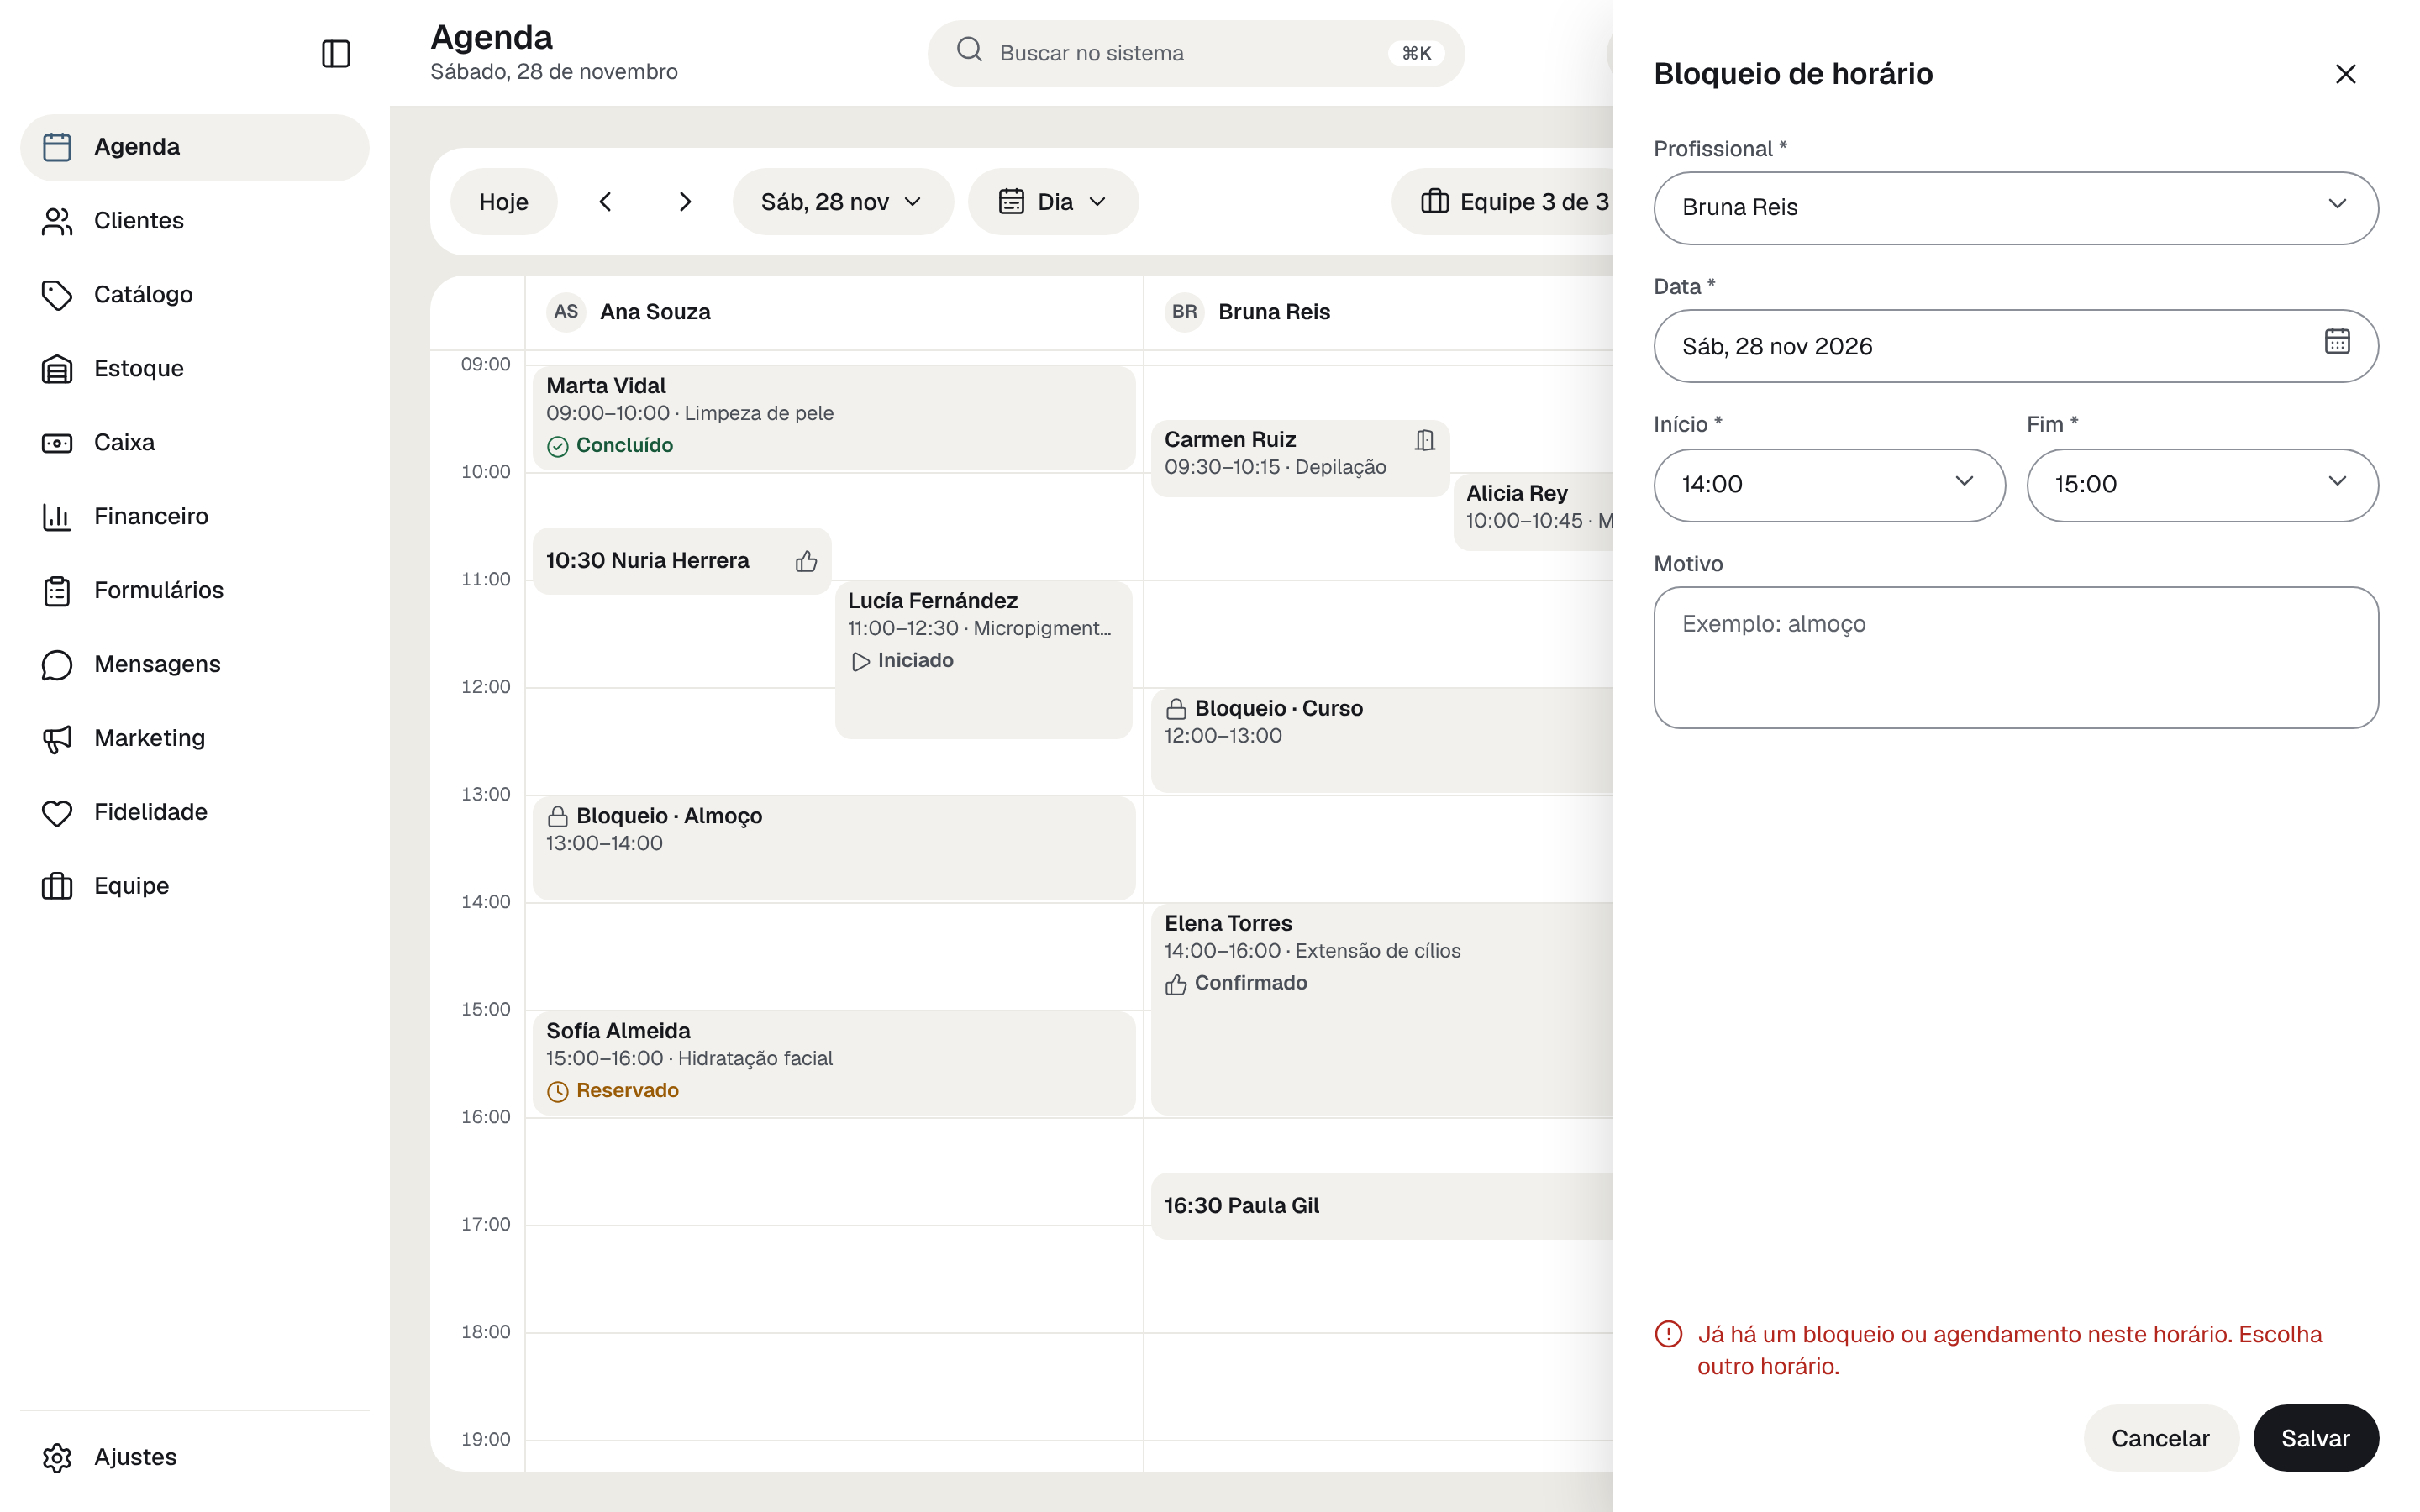 Agenda
Sábado, 28 de novembro
Buscar no sistema
⌘K
Agenda
Clientes
Catálogo
Estoque
Caixa
Financeiro
Formulários
Mensagens
Marketing
Fidelidade
Equipe
Ajustes
Hoje
Sáb, 28 nov
Dia
Equipe 3 de 3
AS
Ana Souza
BR
Bruna Reis
09:00
10:00
11:00
12:00
13:00
14:00
15:00
16:00
17:00
18:00
19:00
Marta Vidal
09:00–10:00 · Limpeza de pele
Concluído
10:30 Nuria Herrera
Lucía Fernández
11:00–12:30 · Micropigment...
Iniciado
Bloqueio · Almoço
13:00–14:00
Sofía Almeida
15:00–16:00 · Hidratação facial
Reservado
Carmen Ruiz
09:30–10:15 · Depilação
Alicia Rey
10:00–10:45 · M
Bloqueio · Curso
12:00–13:00
Elena Torres
14:00–16:00 · Extensão de cílios
Confirmado
16:30 Paula Gil
Bloqueio de horário
Profissional *
Bruna Reis
Data *
Sáb, 28 nov 2026
Início *
Fim *
14:00
15:00
Motivo
Exemplo: almoço
Já há um bloqueio ou agendamento neste horário. Escolha
outro horário.
Cancelar
Salvar